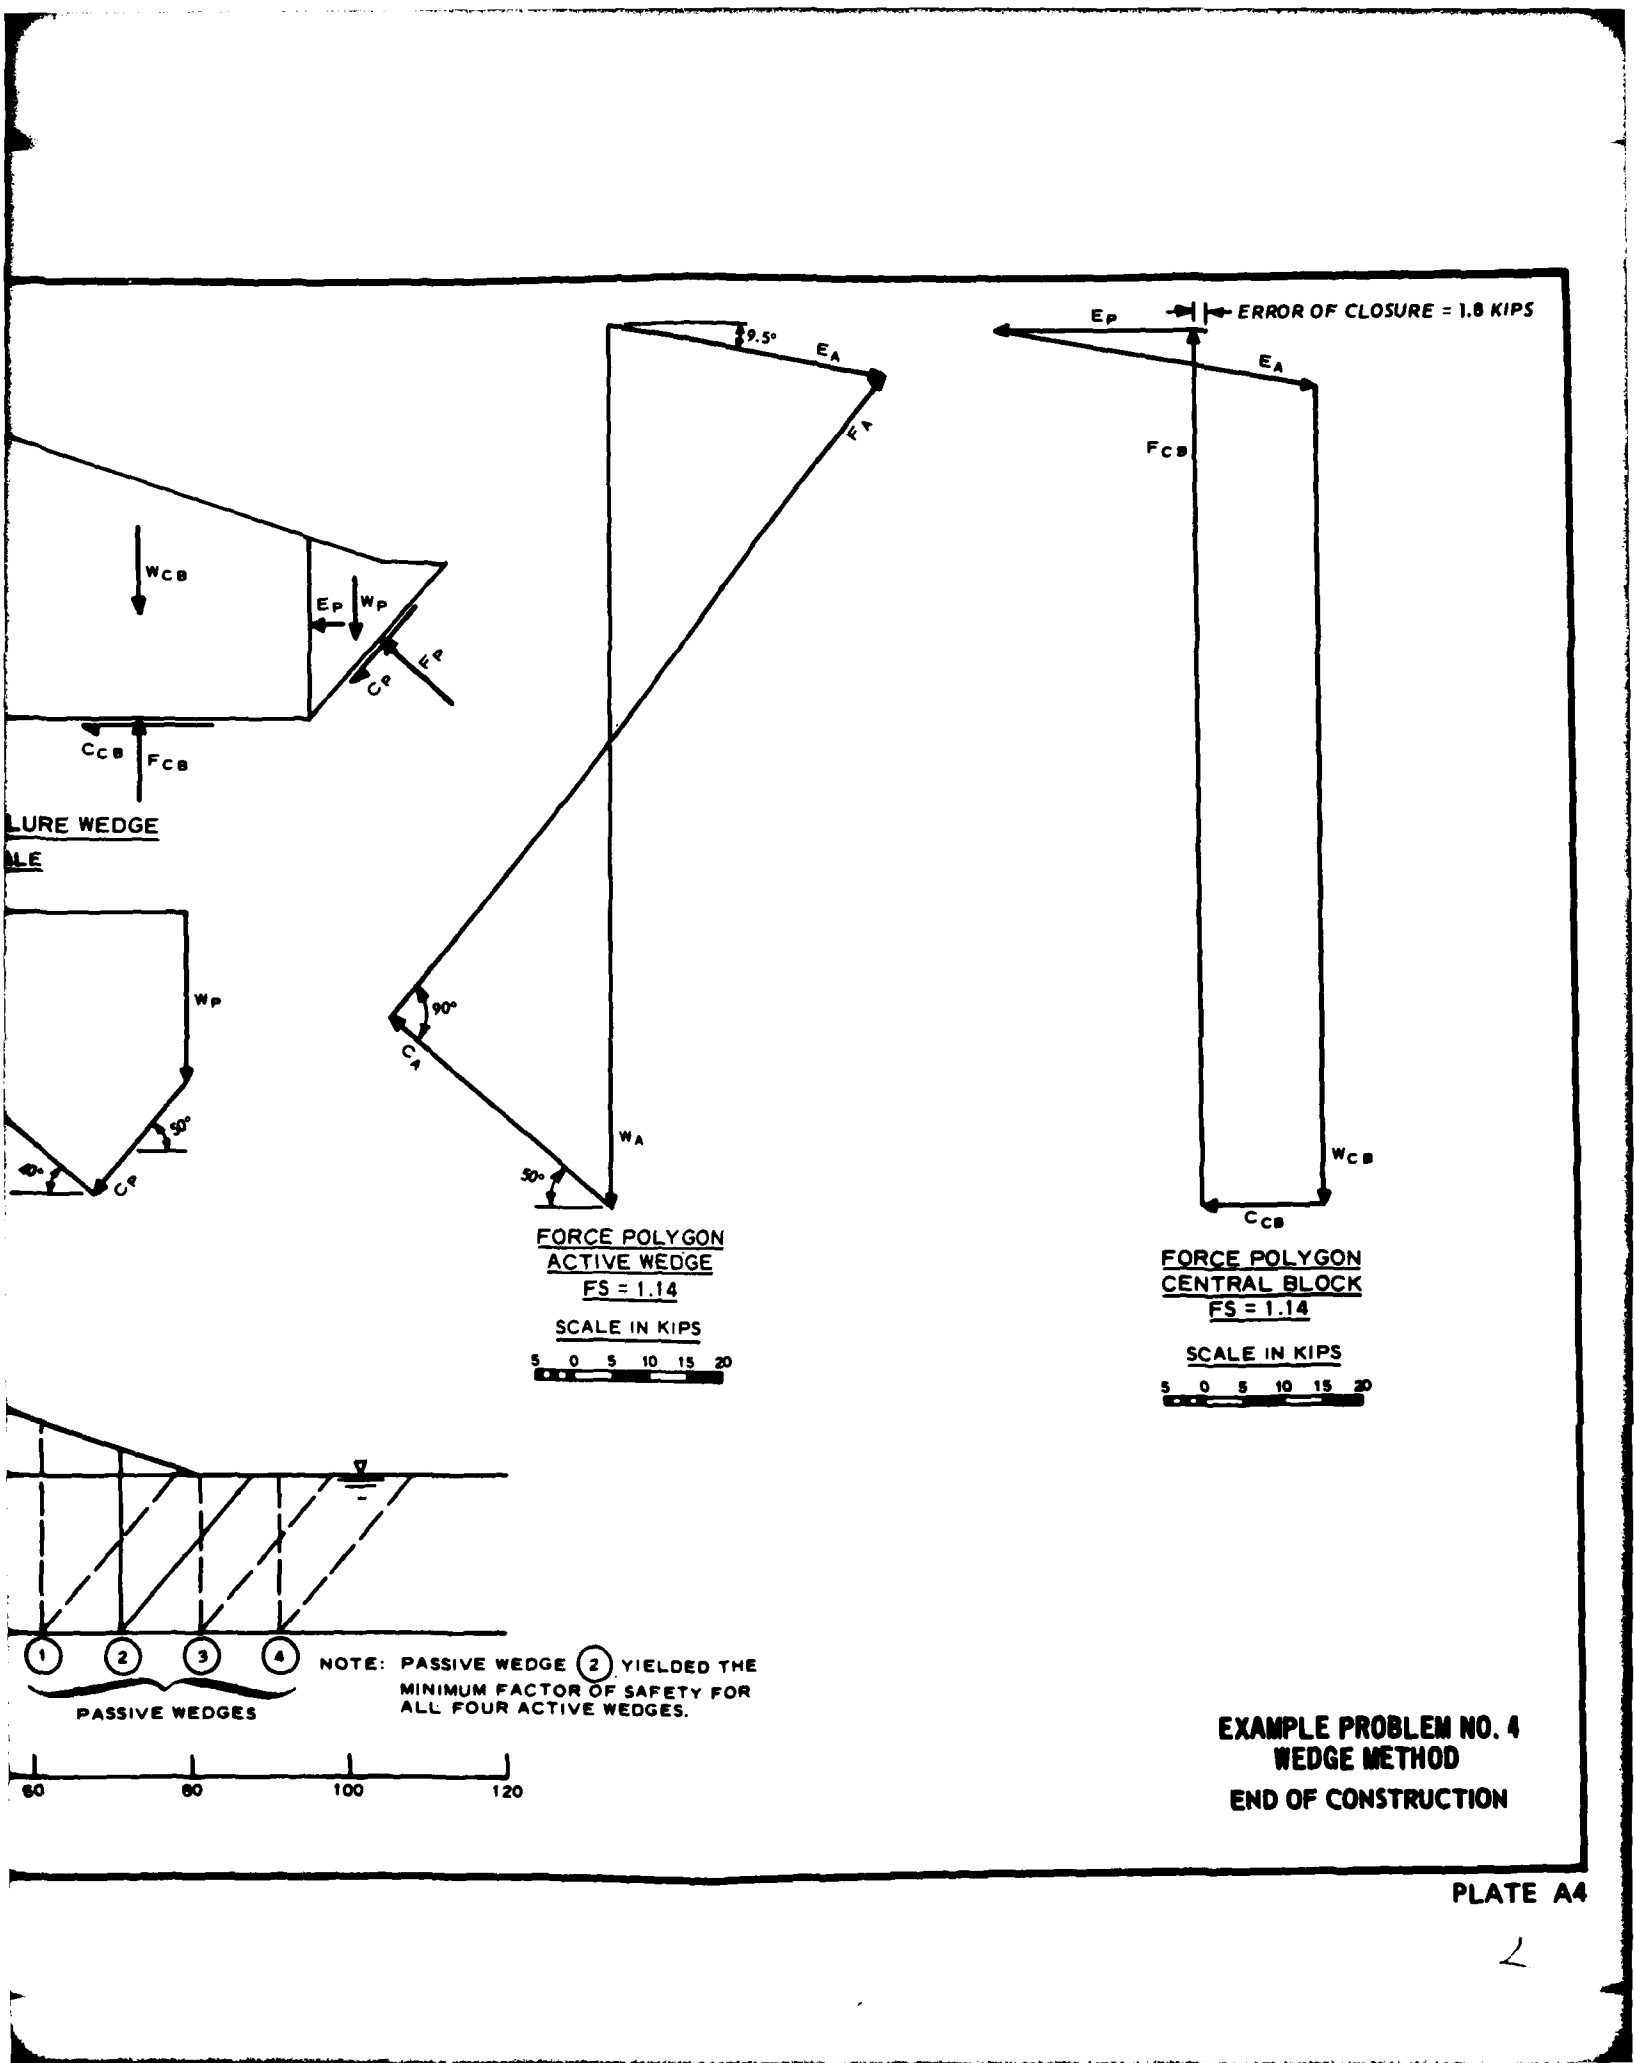 ERROR OF CLOSURE = 1.8 KIPS
EP
EA
FCB
WCB
CCB
FORCE POLYGON
CENTRAL BLOCK
FS = 1.14
SCALE IN KIPS
5 0 5 10 15 20
9.5°
EA
FA
90°
CA
50°
WA
FORCE POLYGON
ACTIVE WEDGE
FS = 1.14
SCALE IN KIPS
5 0 5 10 15 20
WCB
EP
WP
FP
CP
CCB
FCB
LURE WEDGE
ALE
WP
50°
40°
CP
1 2 3 4
PASSIVE WEDGES
NOTE: PASSIVE WEDGE 2 YIELDED THE
MINIMUM FACTOR OF SAFETY FOR
ALL FOUR ACTIVE WEDGES.
60 80 100 120
EXAMPLE PROBLEM NO. 4
WEDGE METHOD
END OF CONSTRUCTION
PLATE A4